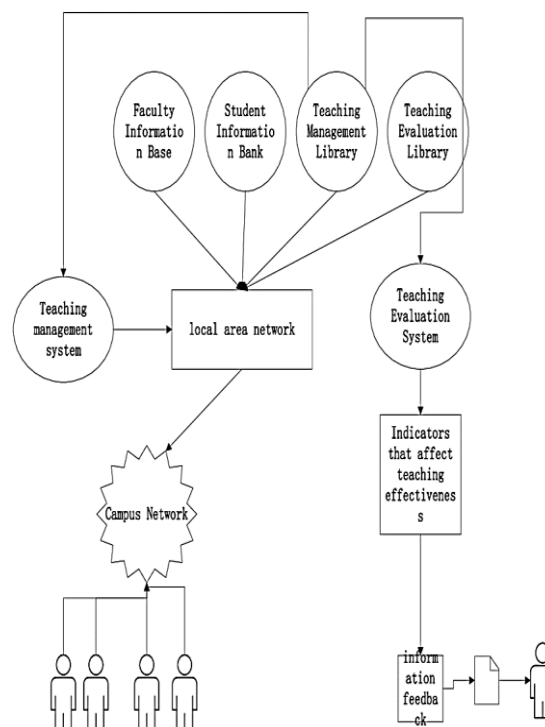 Faculty
Informatio
n Base
Student
Informatio
n Bank
Teaching
Management
Library
Teaching
Evaluation
Library
Teaching
management
system
local area network
Teaching
Evaluation
System
Indicators
that affect
teaching
effectivenes
s
Campus Network
inform
ation
feedba
ck